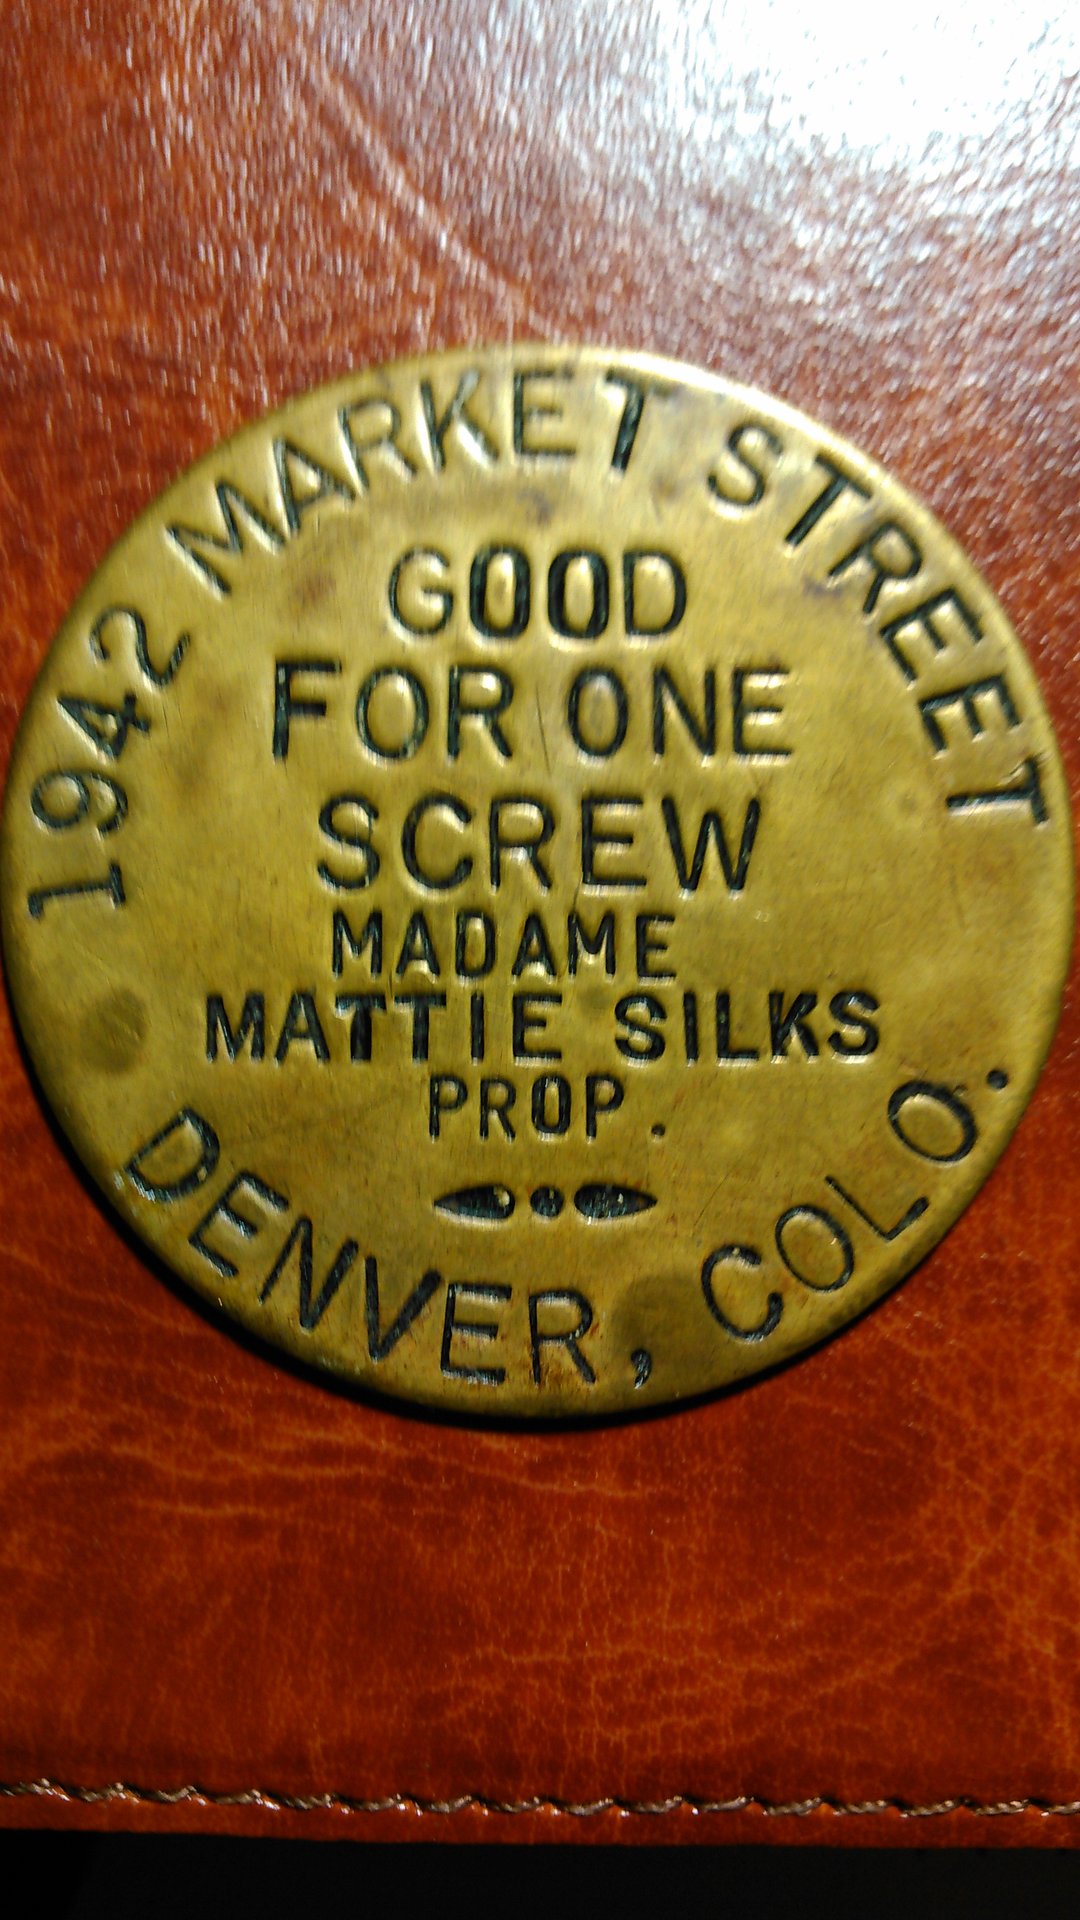 1942 MARKET STREET
GOOD
FOR ONE
SCREW
MADAME
MATTIE SILKS
PROP.
DENVER, COLO.